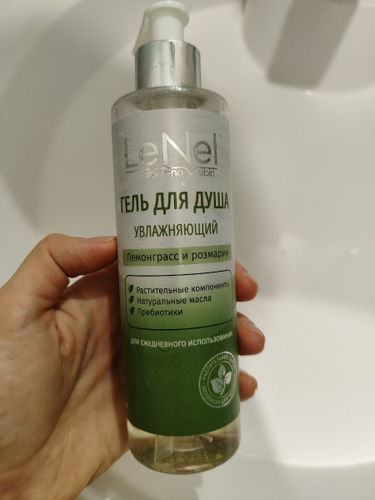 LeNel
ГЕЛЬ ДЛЯ ДУША
УВЛАЖНЯЮЩИЙ
Лемонграсс и розмарин
Растительные компоненты
Натуральные масла
Пребиотики
ДЛЯ ЕЖЕДНЕВНОГО ИСПОЛЬЗОВАНИЯ